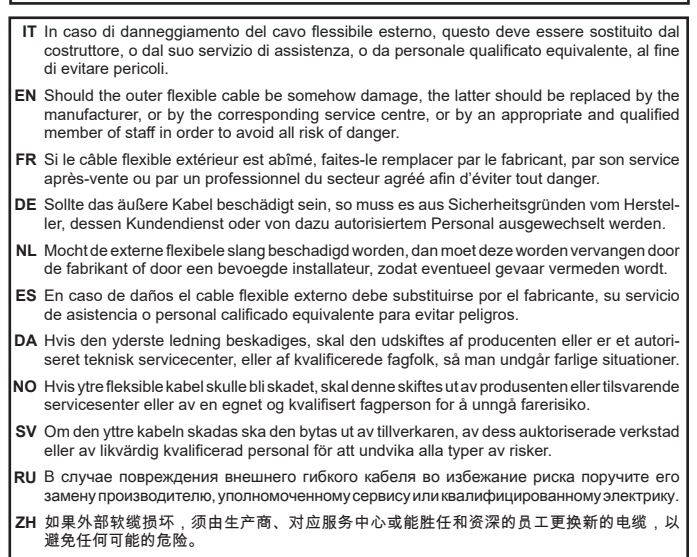 IT In caso di danneggiamento del cavo flessibile esterno, questo deve essere sostituito dal
costruttore, o dal suo servizio di assistenza, o da personale qualificato equivalente, al fine
di evitare pericoli.
EN Should the outer flexible cable be somehow damage, the latter should be replaced by the
manufacturer, or by the corresponding service centre, or by an appropriate and qualified
member of staff in order to avoid all risk of danger.
FR Si le câble flexible extérieur est abîmé, faites-le remplacer par le fabricant, par son service
après-vente ou par un professionnel du secteur agréé afin d'éviter tout danger.
DE Sollte das äußere Kabel beschädigt sein, so muss es aus Sicherheitsgründen vom Herstel-
ler, dessen Kundendienst oder von dazu autorisiertem Personal ausgewechselt werden.
NL Mocht de externe flexibele slang beschadigd worden, dan moet deze worden vervangen door
de fabrikant of door een bevoegde installateur, zodat eventueel gevaar vermeden wordt.
ES En caso de daños el cable flexible externo debe substituirse por el fabricante, su servicio
de asistencia o personal calificado equivalente para evitar peligros.
DA Hvis den yderste ledning beskadiges, skal den udskiftes af producenten eller er et autori-
seret teknisk servicecenter, eller af kvalificerede fagfolk, så man undgår farlige situationer.
NO Hvis ytre fleksible kabel skulle bli skadet, skal denne skiftes ut av produsenten eller tilsvarende
servicesenter eller av en egnet og kvalifisert fagperson for å unngå farerisiko.
SV Om den yttre kabeln skadas ska den bytas ut av tillverkaren, av dess auktoriserade verkstad
eller av likvärdig kvalificerad personal för att undvika alla typer av risker.
RU В случае повреждения внешнего гибкого кабеля во избежание риска поручите его
замену производителю, уполномоченному сервису или квалифицированному электрику.
ZH 如果外部软缆损坏，须由生产商、对应服务中心或能胜任和资深的员工更换新的电缆，以
避免任何可能的危险。